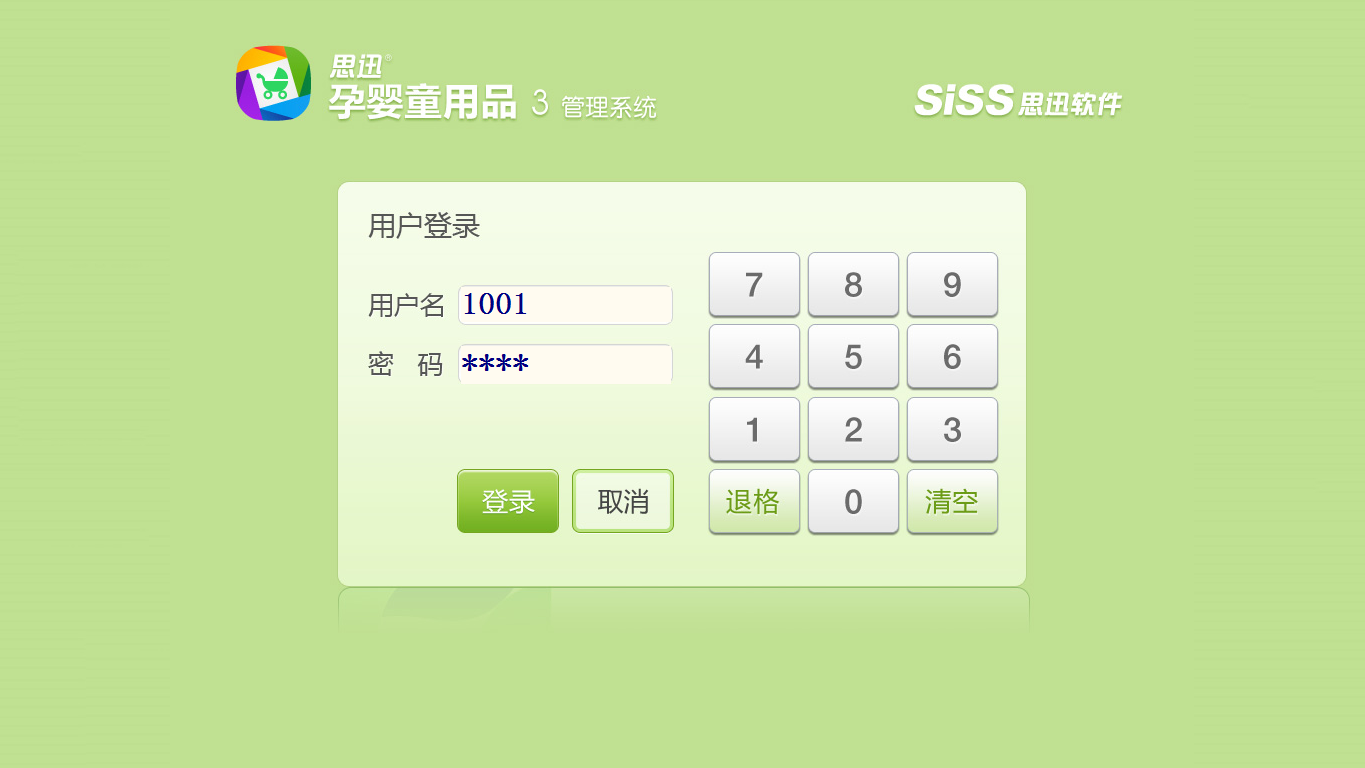 思迅®
孕婴童用品 3 管理系统
SiSS思迅软件
用户登录
用户名 1001
密 码 ****
登录 取消
7 8 9
4 5 6
1 2 3
退格 0 清空